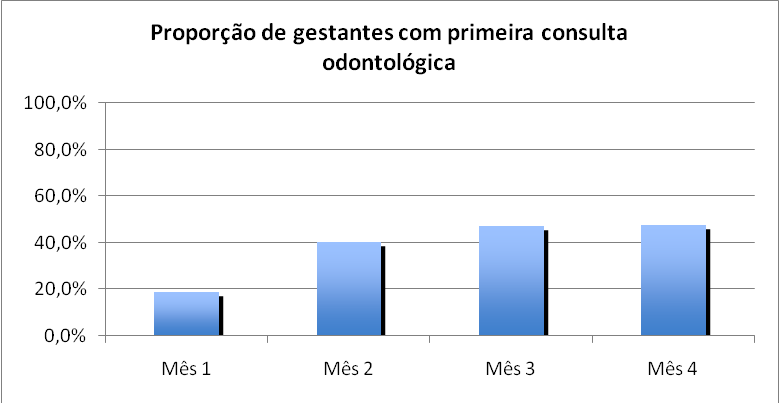 Proporção de gestantes com primeira consulta
odontológica
100,0%
80,0%
60,0%
40,0%
20,0%
0,0%
Mês 1 Mês 2 Mês 3 Mês 4